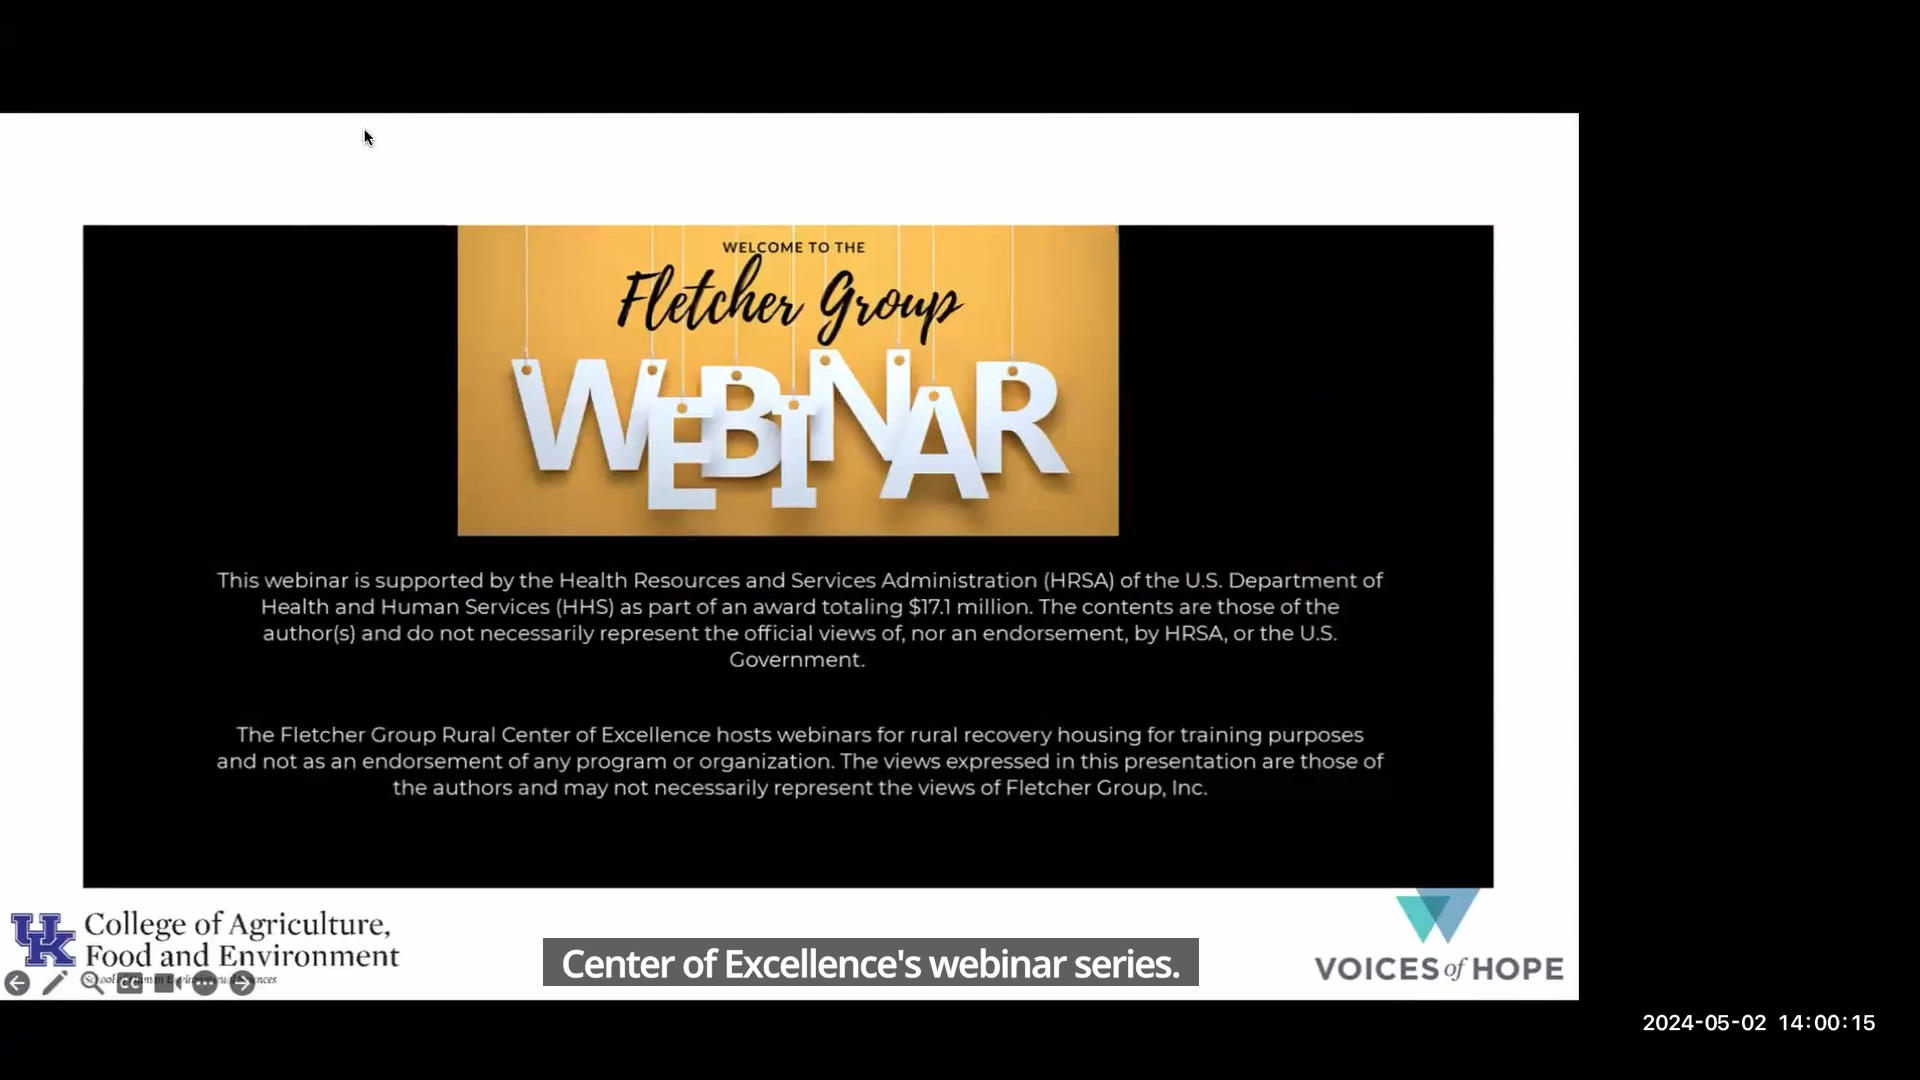 WELCOME TO THE
Fletcher Group
WEBINAR
This webinar is supported by the Health Resources and Services Administration (HRSA) of the U.S. Department of
Health and Human Services (HHS) as part of an award totaling $17.1 million. The contents are those of the
author(s) and do not necessarily represent the official views of, nor an endorsement, by HRSA, or the U.S.
Government.
The Fletcher Group Rural Center of Excellence hosts webinars for rural recovery housing for training purposes
and not as an endorsement of any program or organization. The views expressed in this presentation are those of
the authors and may not necessarily represent the views of Fletcher Group, Inc.
UK
College of Agriculture,
Food and Environment
CC
Center of Excellence's webinar series.
VOICES of HOPE
2024-05-02 14:00:15